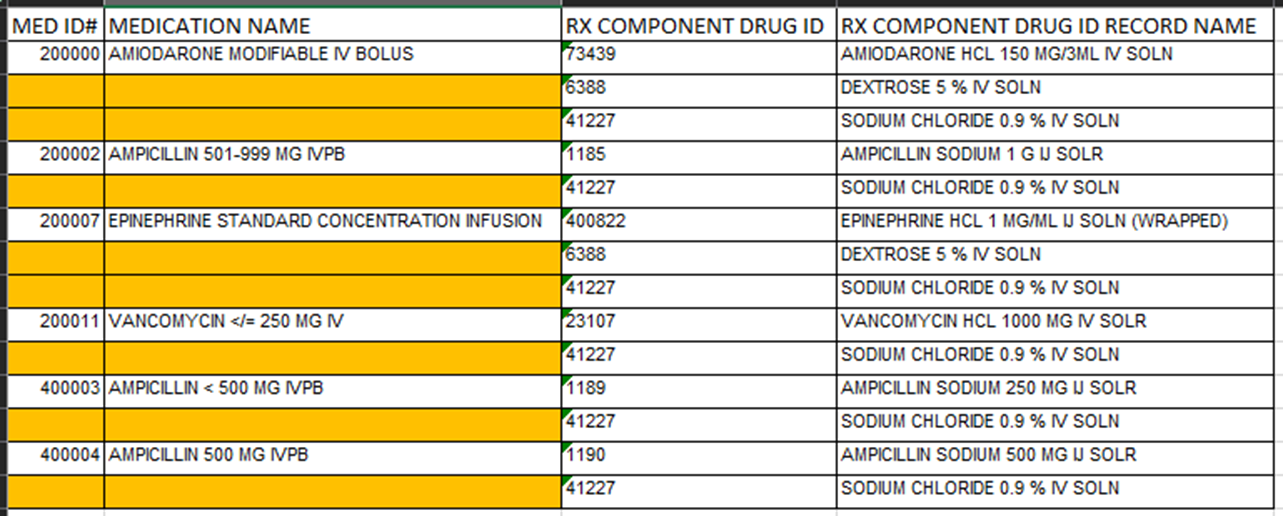 MED ID# MEDICATION NAME RX COMPONENT DRUG ID RX COMPONENT DRUG ID RECORD NAME
200000 AMIODARONE MODIFIABLE IV BOLUS 73439 AMIODARONE HCL 150 MG/3ML IV SOLN
6388 DEXTROSE 5 % IV SOLN
41227 SODIUM CHLORIDE 0.9 % IV SOLN
200002 AMPICILLIN 501-999 MG IVPB 1185 AMPICILLIN SODIUM 1 G IJ SOLR
41227 SODIUM CHLORIDE 0.9 % IV SOLN
200007 EPINEPHRINE STANDARD CONCENTRATION INFUSION 400822 EPINEPHRINE HCL 1 MG/ML IJ SOLN (WRAPPED)
6388 DEXTROSE 5 % IV SOLN
41227 SODIUM CHLORIDE 0.9 % IV SOLN
200011 VANCOMYCIN </= 250 MG IV 23107 VANCOMYCIN HCL 1000 MG IV SOLR
41227 SODIUM CHLORIDE 0.9 % IV SOLN
400003 AMPICILLIN < 500 MG IVPB 1189 AMPICILLIN SODIUM 250 MG IJ SOLR
41227 SODIUM CHLORIDE 0.9 % IV SOLN
400004 AMPICILLIN 500 MG IVPB 1190 AMPICILLIN SODIUM 500 MG IJ SOLR
41227 SODIUM CHLORIDE 0.9 % IV SOLN